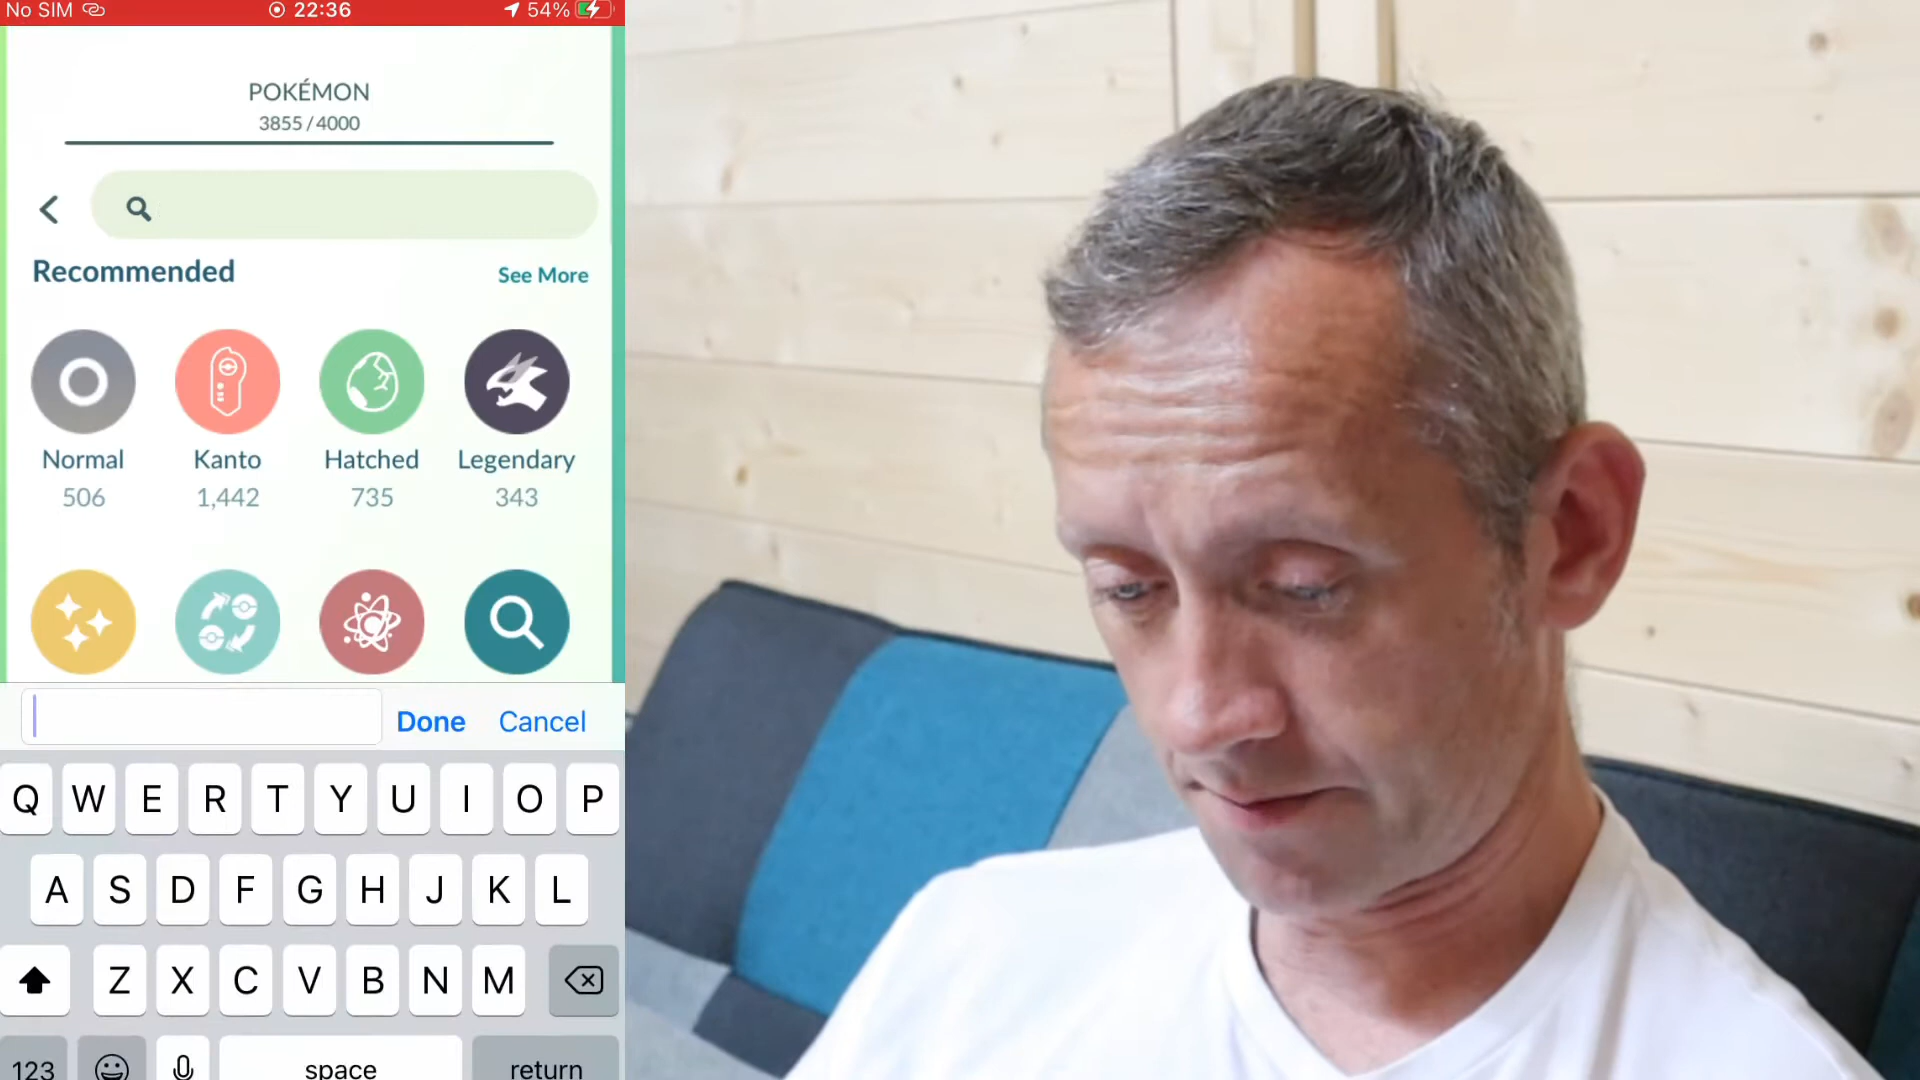 No SIM 22:36 54%
POKÉMON
3855/4000
Recommended See More
Normal Kanto Hatched Legendary
506 1,442 735 343
Done Cancel
Q W E R T Y U I O P
A S D F G H J K L
Z X C V B N M
123 space return